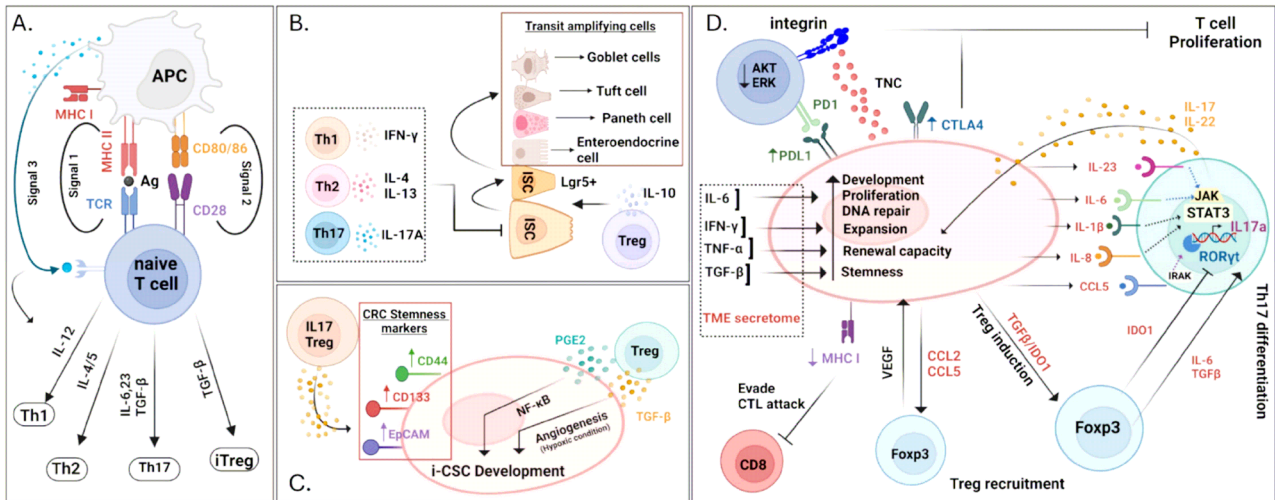 A.
APC
MHC I
MHC II
CD80/86
Signal 3
Signal 1
Signal 2
Ag
TCR
CD28
naive
T cell
IL-12
IL-4/5
IL-6,23
TGF-β
TGF-β
Th1
Th2
Th17
iTreg
B.
Transit amplifying cells
Goblet cells
Tuft cell
Paneth cell
Enteroendocrine
cell
Th1
IFN-γ
Th2
IL-4
IL-13
Th17
IL-17A
ISC
Lgr5+
ISC
IL-10
Treg
C.
IL17
Treg
CRC Stemness
markers
CD44
CD133
EpCAM
PGE2
Treg
TGF-β
NF-κB
Angiogenesis
(Hypoxic condition)
i-CSC Development
D.
integrin
AKT
ERK
TNC
PD1
PDL1
CTLA4
T cell
Proliferation
IL-17
IL-22
IL-6
IFN-γ
TNF-α
TGF-β
TME secretome
Development
Proliferation
DNA repair
Expansion
Renewal capacity
Stemness
IL-23
IL-6
IL-1β
IL-8
CCL5
JAK
STAT3
IL17a
RORγt
IRAK
Th17 differentiation
MHC I
Evade
CTL attack
CD8
VEGF
CCL2
CCL5
Foxp3
TGFβ/IDO1
Treg induction
IDO1
IL-6
TGFβ
Foxp3
Treg recruitment